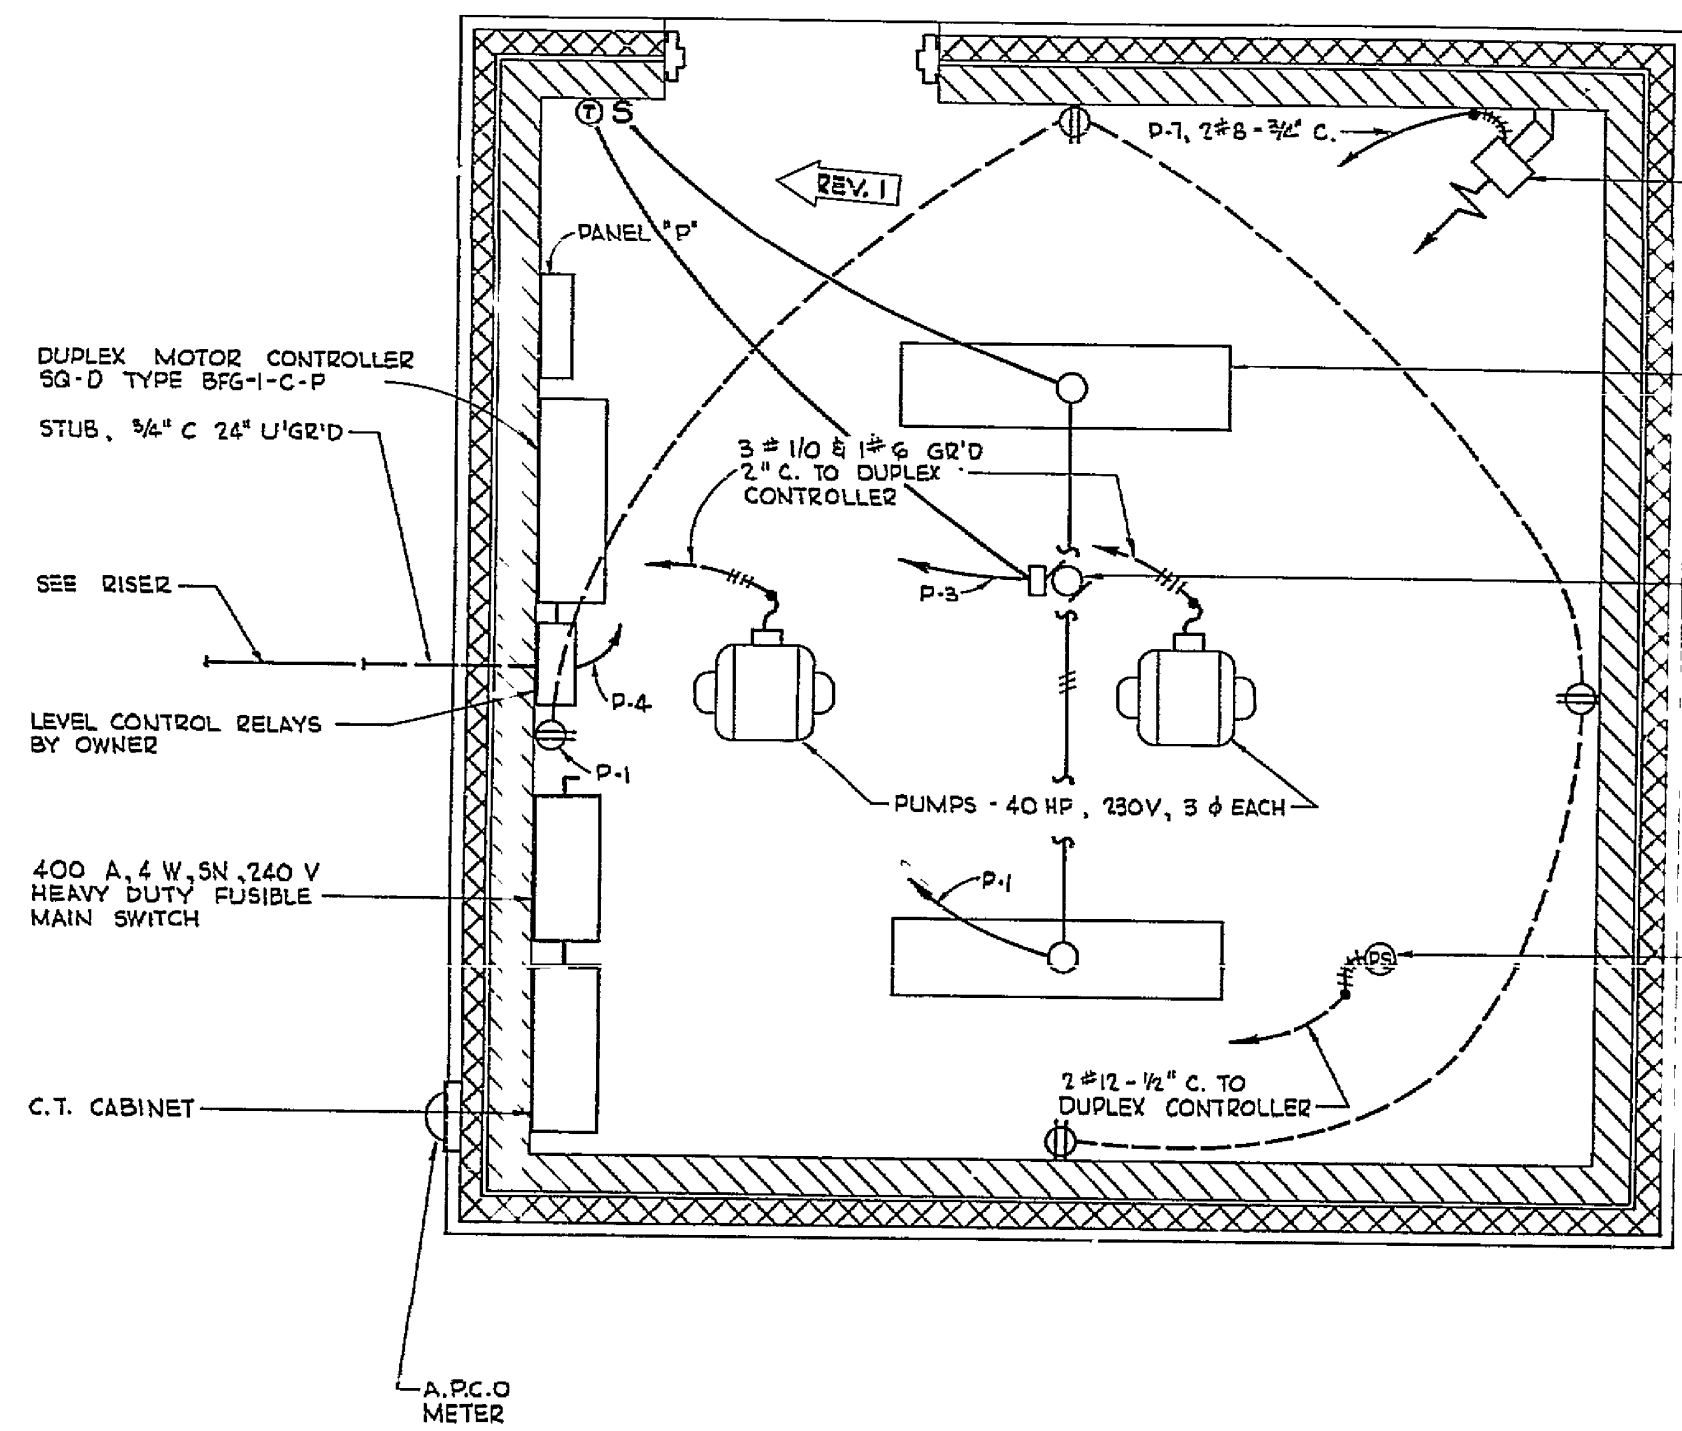 T S
P-7, 2#8 - 3/4" C.
REV. 1
PANEL "P"
DUPLEX MOTOR CONTROLLER
SQ-D TYPE BFG-1-C-P
STUB, 3/4" C 24" U'GR'D
3 # 1/0 & 1# 6 GR'D
2" C. TO DUPLEX
CONTROLLER
SEE RISER
P-3
P-4
LEVEL CONTROL RELAYS
BY OWNER
P-1
PUMPS - 40 HP, 230V, 3 ϕ EACH
400 A, 4 W, SN, 240 V
HEAVY DUTY FUSIBLE
MAIN SWITCH
P-1
PS
2 #12 - 1/2" C. TO
DUPLEX CONTROLLER
C.T. CABINET
A.P.C.O
METER